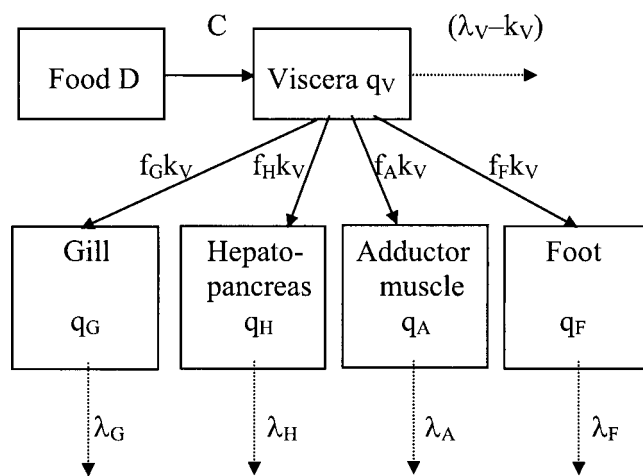 C
(λV–kV)
Food D
Viscera qV
fGkV
fHkV
fAkV
fFkV
Gill
Hepato-
pancreas
Adductor
muscle
Foot
qG
qH
qA
qF
λG
λH
λA
λF